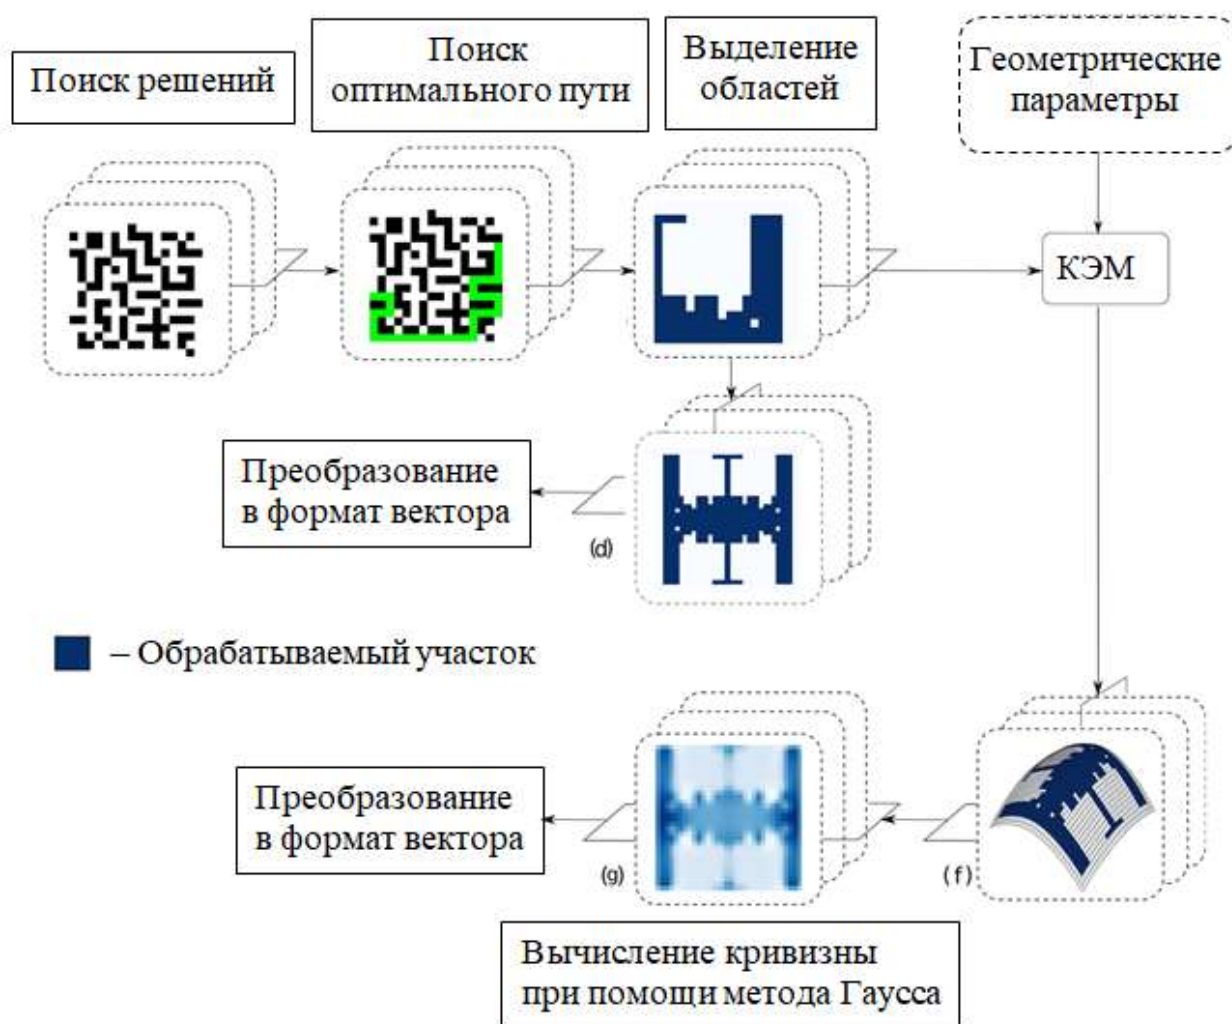 Поиск решений
Поиск
оптимального пути
Выделение
областей
Геометрические
параметры
КЭМ
Преобразование
в формат вектора
(d)
– Обрабатываемый участок
Преобразование
в формат вектора
(g)
(f)
Вычисление кривизны
при помощи метода Гаусса